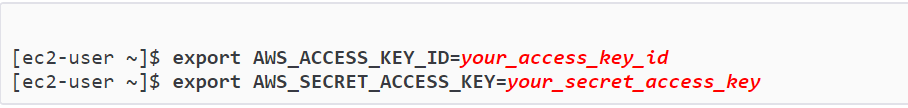 [ec2-user ~]$ export AWS_ACCESS_KEY_ID=your_access_key_id
[ec2-user ~]$ export AWS_SECRET_ACCESS_KEY=your_secret_access_key